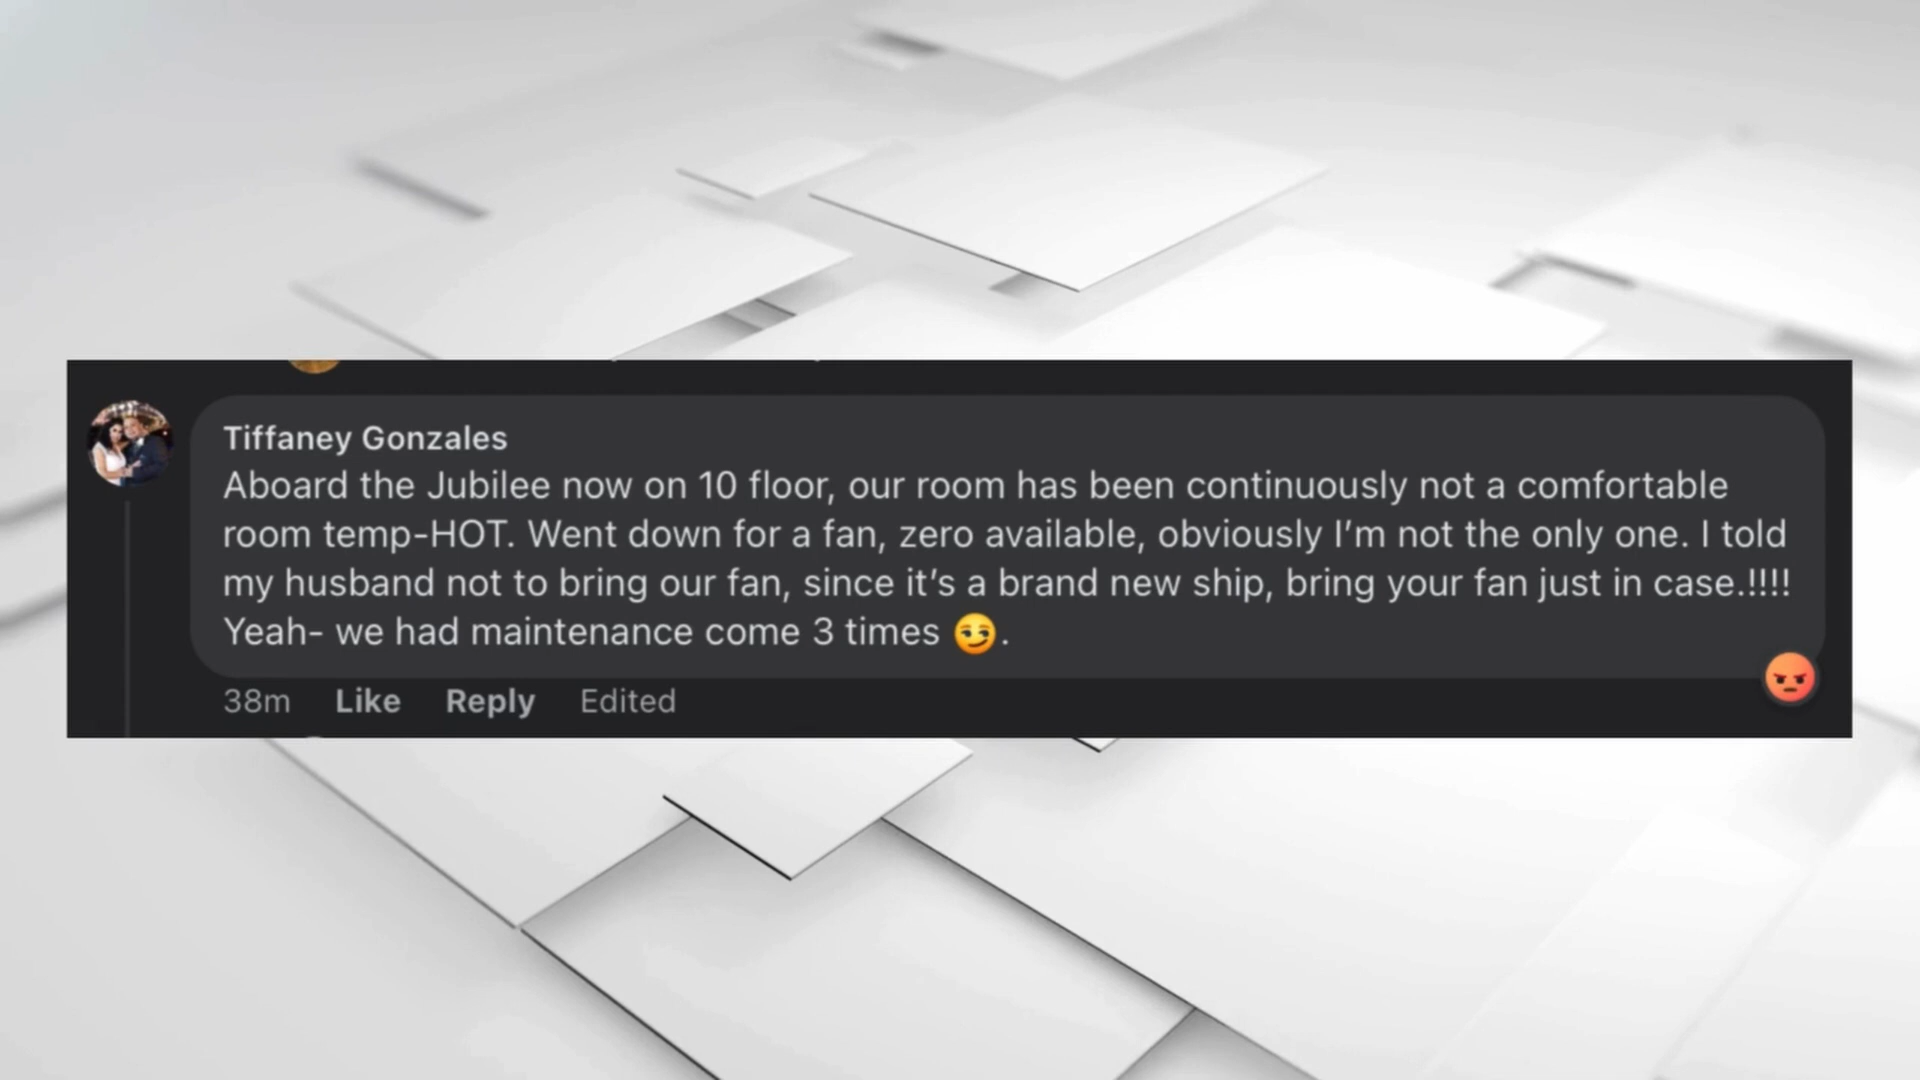 Tiffaney Gonzales
Aboard the Jubilee now on 10 floor, our room has been continuously not a comfortable
room temp-HOT. Went down for a fan, zero available, obviously I’m not the only one. I told
my husband not to bring our fan, since it’s a brand new ship, bring your fan just in case.!!!!
Yeah- we had maintenance come 3 times 😏.
38m Like Reply Edited